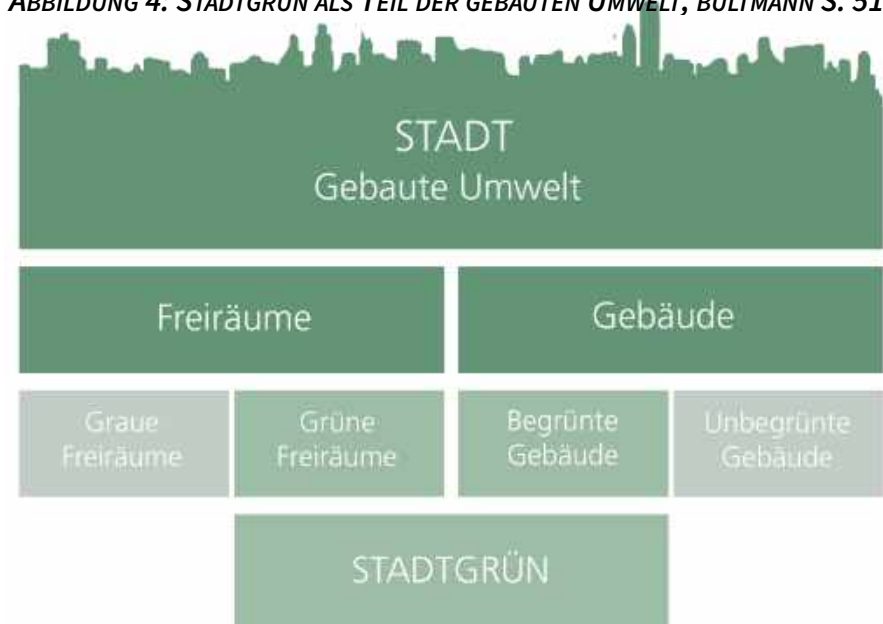 ABBILDUNG 4. STADTGRÜN ALS TEIL DER GEBAUTEN UMWELT, BÜLTMANN S. 51
STADT
Gebaute Umwelt
Freiräume
Gebäude
Graue
Freiräume
Grüne
Freiräume
Begrünte
Gebäude
Unbegrünte
Gebäude
STADTGRÜN